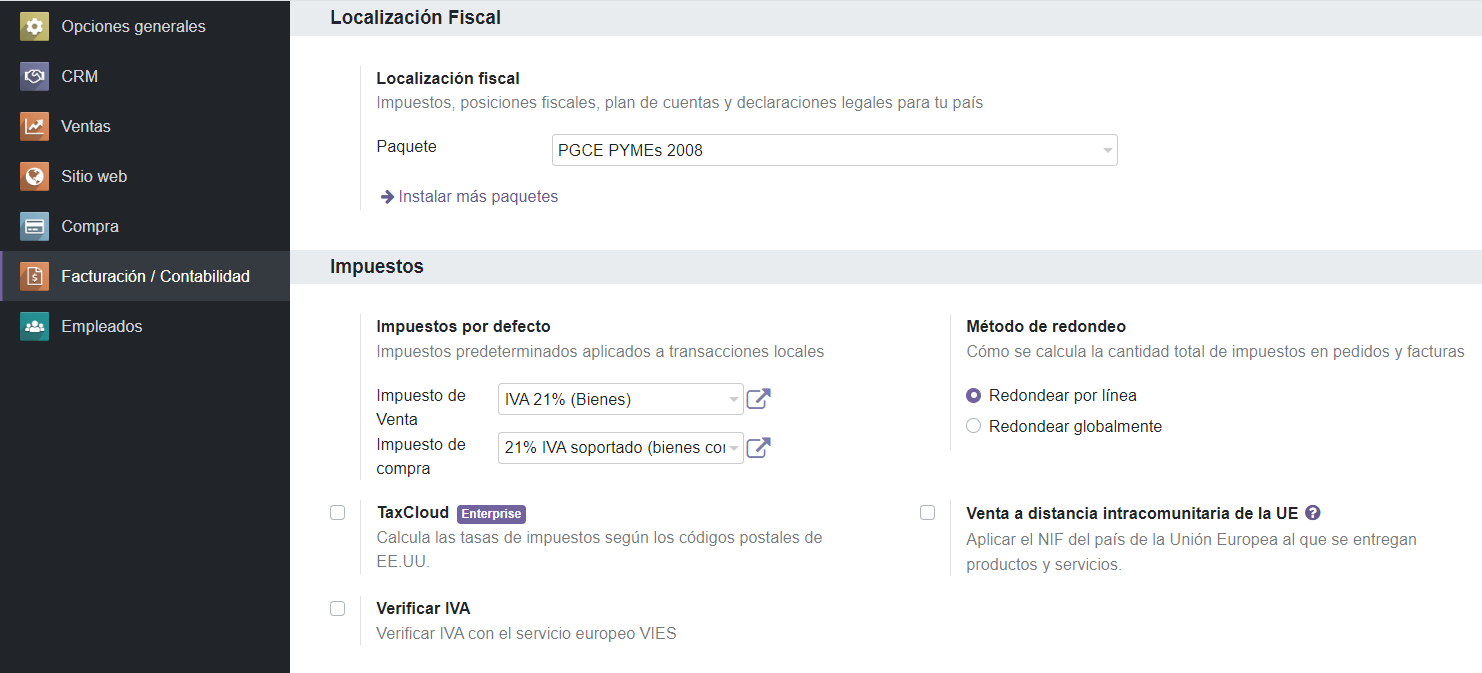 Opciones generales
CRM
Ventas
Sitio web
Compra
Facturación / Contabilidad
Empleados
Localización Fiscal
Localización fiscal
Impuestos, posiciones fiscales, plan de cuentas y declaraciones legales para tu país
Paquete
PGCE PYMEs 2008
Instalar más paquetes
Impuestos
Impuestos por defecto
Impuestos predeterminados aplicados a transacciones locales
Impuesto de
Venta
IVA 21% (Bienes)
Impuesto de
compra
21% IVA soportado (bienes cor
Método de redondeo
Cómo se calcula la cantidad total de impuestos en pedidos y facturas
Redondear por línea
Redondear globalmente
TaxCloud Enterprise
Calcula las tasas de impuestos según los códigos postales de
EE.UU.
Venta a distancia intracomunitaria de la UE ?
Aplicar el NIF del país de la Unión Europea al que se entregan
productos y servicios.
Verificar IVA
Verificar IVA con el servicio europeo VIES